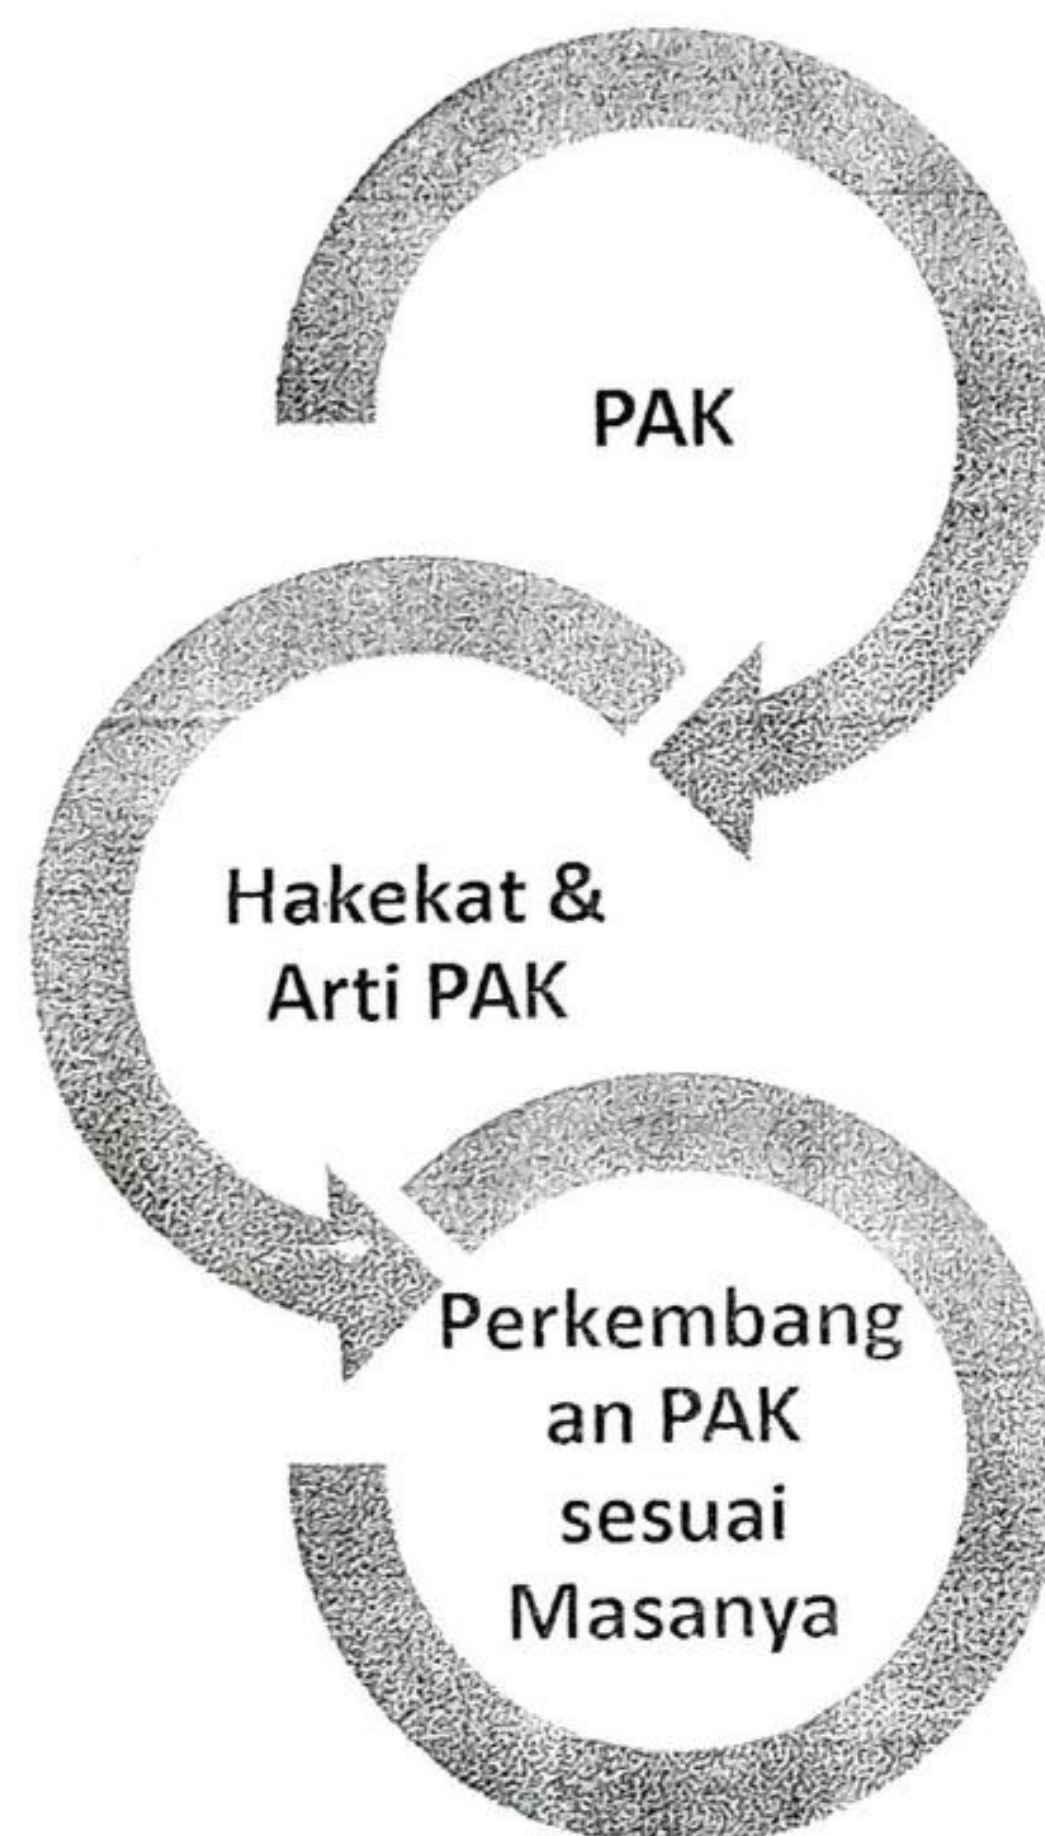 PAK
Hakekat &
Arti PAK
Perkembang
an PAK
sesuai
Masanya